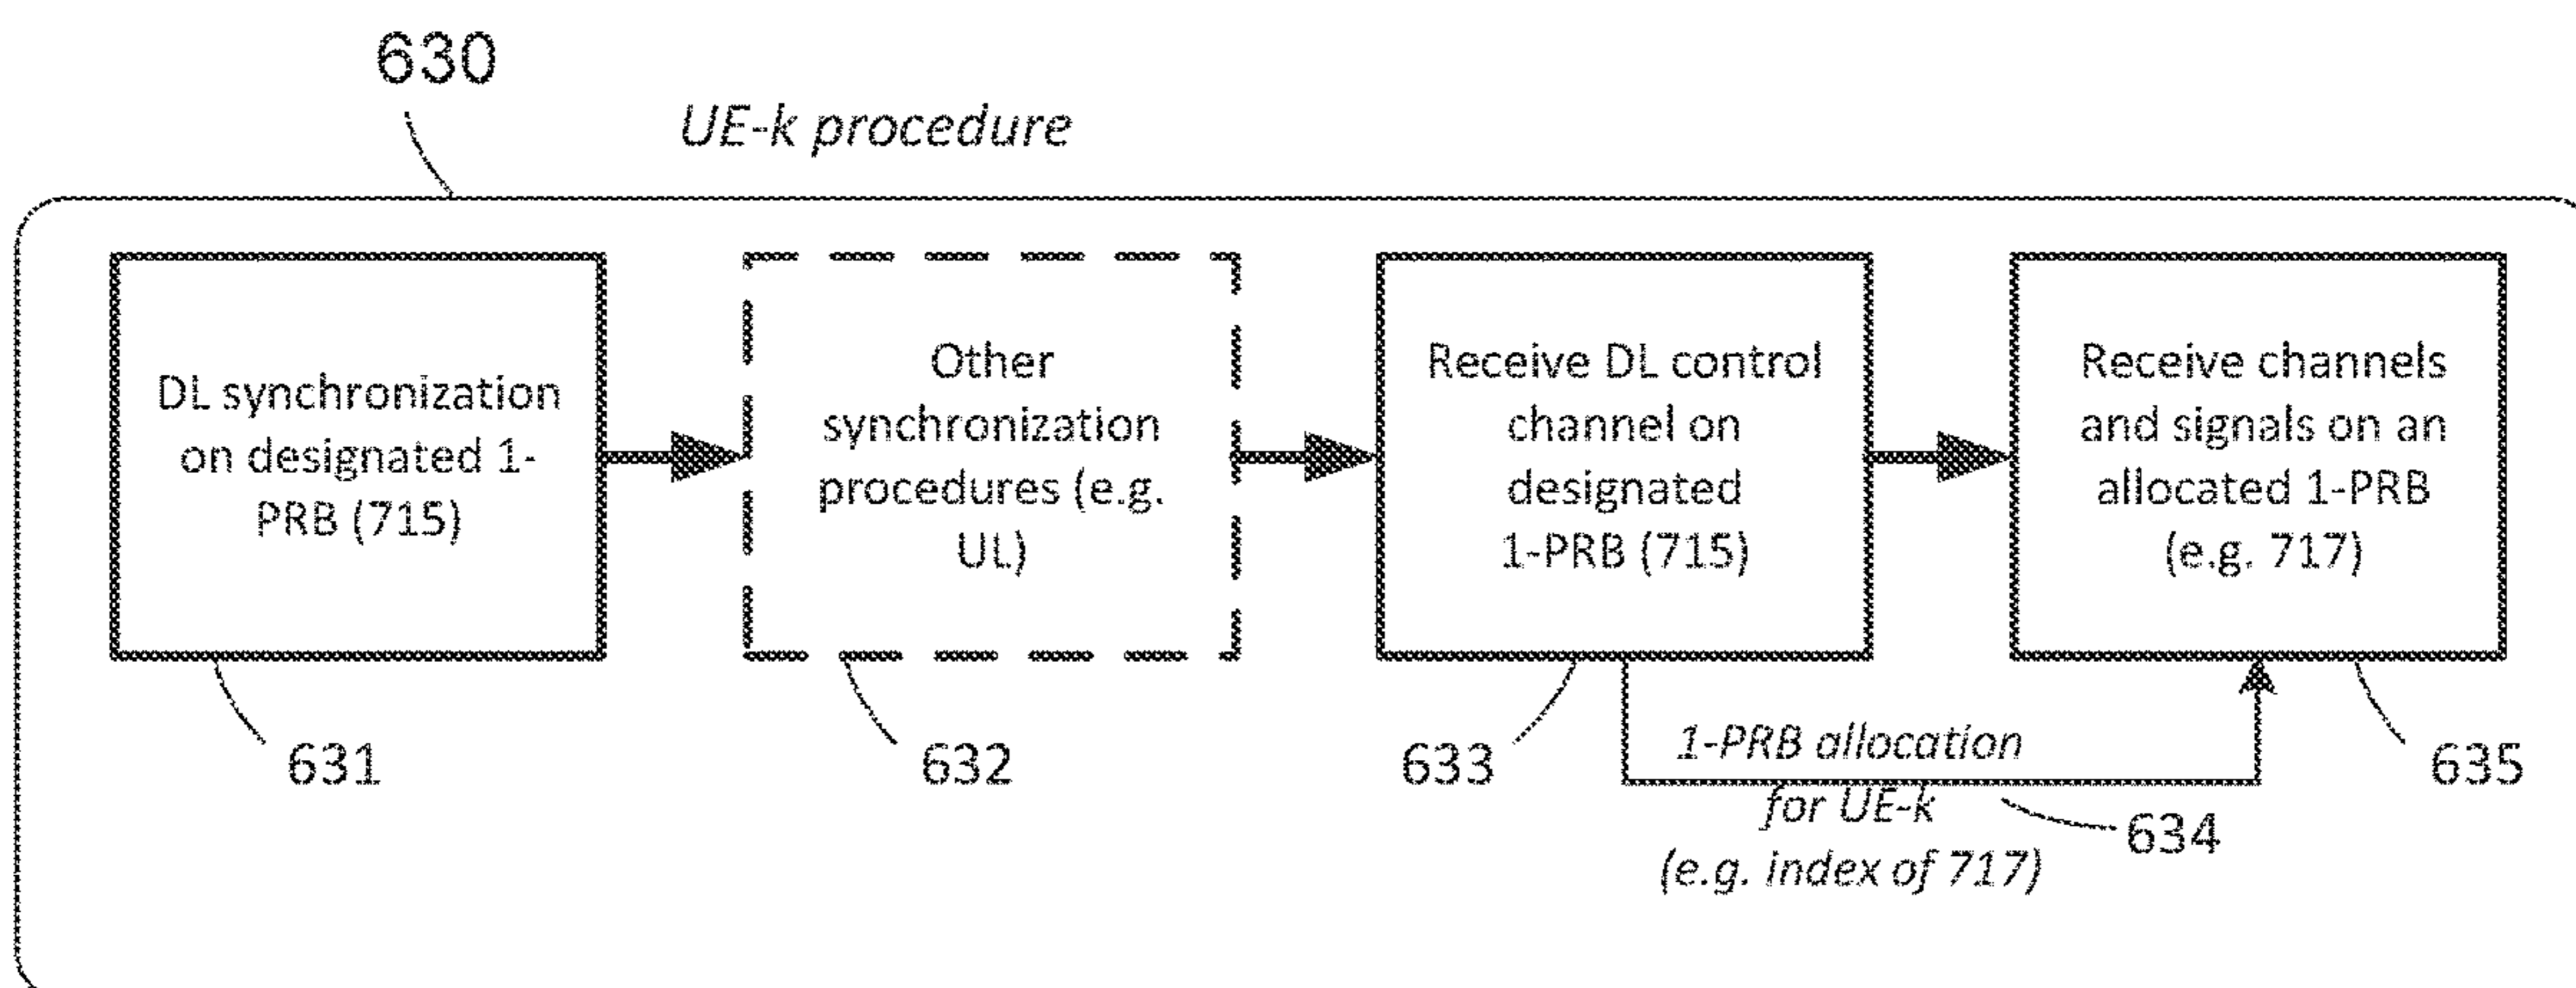 630
UE-k procedure
DL synchronization
on designated 1-
PRB (715)
Other
synchronization
procedures (e.g.
UL)
Receive DL control
channel on
designated
1-PRB (715)
Receive channels
and signals on an
allocated 1-PRB
(e.g. 717)
631
632
633
1-PRB allocation
for UE-k
(e.g. index of 717)
634
635